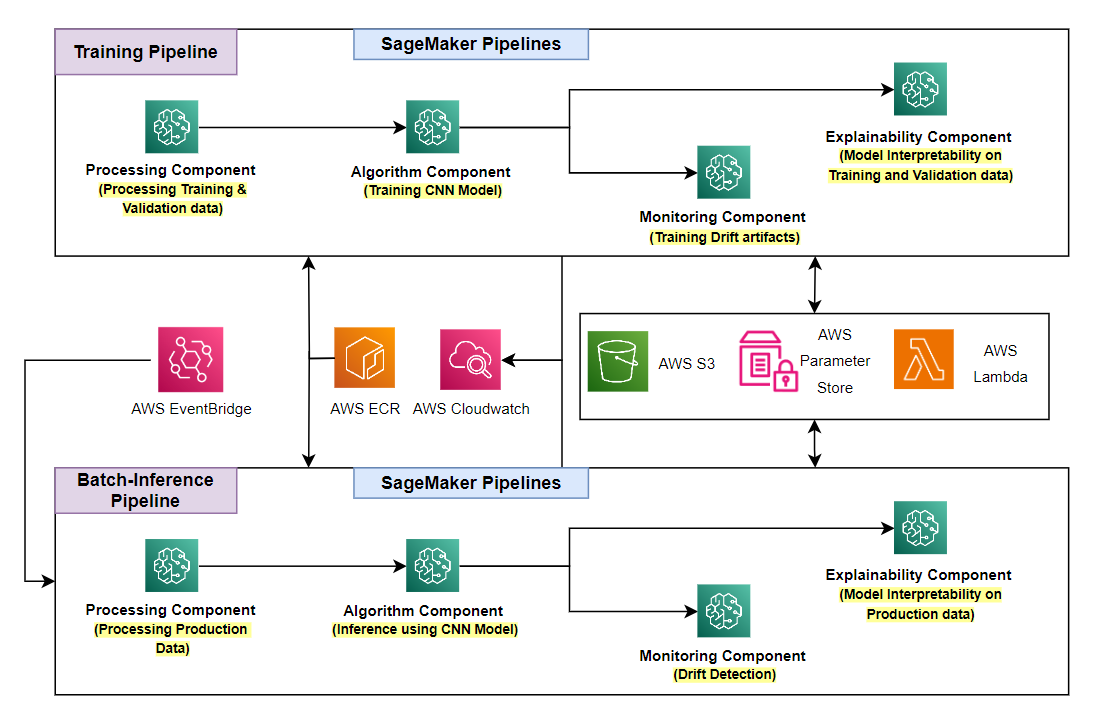 Training Pipeline
SageMaker Pipelines
Processing Component
(Processing Training &
Validation data)
Algorithm Component
(Training CNN Model)
Monitoring Component
(Training Drift artifacts)
Explainability Component
(Model Interpretability on
Training and Validation data)
AWS EventBridge
AWS ECR
AWS Cloudwatch
AWS S3
AWS
Parameter
Store
AWS
Lambda
Batch-Inference
Pipeline
SageMaker Pipelines
Processing Component
(Processing Production
Data)
Algorithm Component
(Inference using CNN Model)
Monitoring Component
(Drift Detection)
Explainability Component
(Model Interpretability on
Production data)